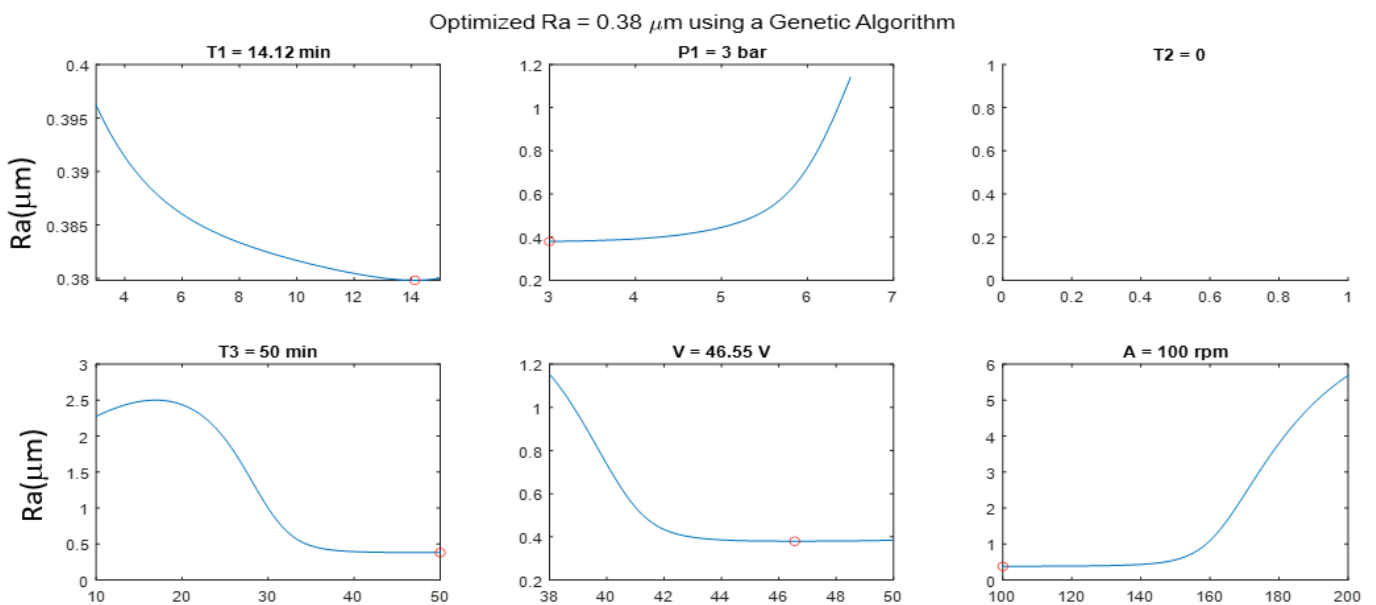 Optimized Ra = 0.38 μm using a Genetic Algorithm
T1 = 14.12 min
P1 = 3 bar
T2 = 0
Ra(μm)
0.4
0.395
0.39
0.385
0.38
4 6 8 10 12 14
1.2
1
0.8
0.6
0.4
0.2
3 4 5 6 7
1
0.8
0.6
0.4
0.2
0
0 0.2 0.4 0.6 0.8 1
T3 = 50 min
V = 46.55 V
A = 100 rpm
Ra(μm)
3
2.5
2
1.5
1
0.5
0
10 20 30 40 50
1.2
1
0.8
0.6
0.4
0.2
38 40 42 44 46 48 50
6
5
4
3
2
1
0
100 120 140 160 180 200